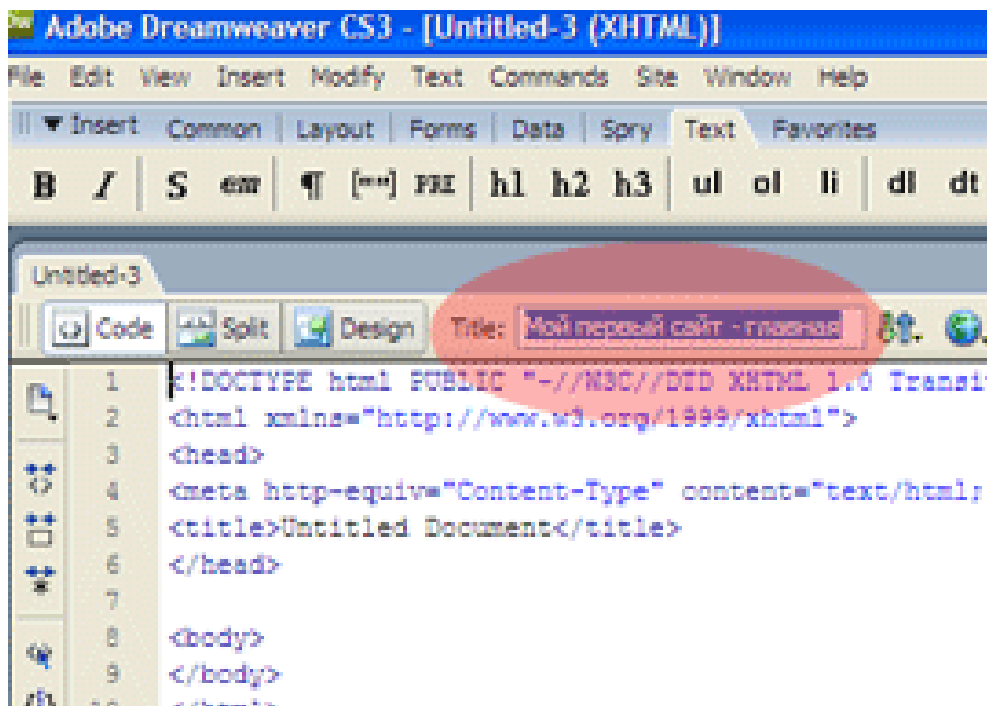 Adobe Dreamweaver CS3 - [Untitled-3 (XHTML)]
File Edit View Insert Modify Text Commands Site Window Help
Insert Common Layout Forms Data Spry Text Favorites
B I S em ¶ [""] PRE h1 h2 h3 ul ol li dl dt
Untitled-3
Code Split Design Title: Мой первый сайт - главная
1 <!DOCTYPE html PUBLIC "-//W3C//DTD XHTML 1.0 Transi
2 <html xmlns="http://www.w3.org/1999/xhtml">
3 <head>
4 <meta http-equiv="Content-Type" content="text/html;
5 <title>Untitled Document</title>
6 </head>
7
8 <body>
9 </body>
10 </html>